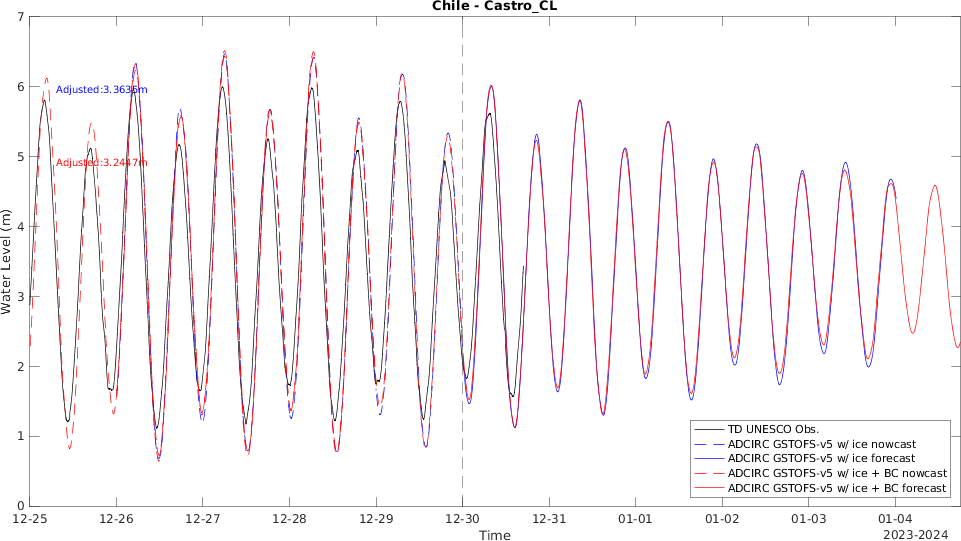 Chile - Castro_CL
7
6
5
4
3
2
1
0
Water Level (m)
Adjusted:3.3636m
Adjusted:3.2447m
TD UNESCO Obs.
ADCIRC GSTOFS-v5 w/ ice nowcast
ADCIRC GSTOFS-v5 w/ ice forecast
ADCIRC GSTOFS-v5 w/ ice + BC nowcast
ADCIRC GSTOFS-v5 w/ ice + BC forecast
12-25 12-26 12-27 12-28 12-29 12-30 12-31 01-01 01-02 01-03 01-04
Time
2023-2024